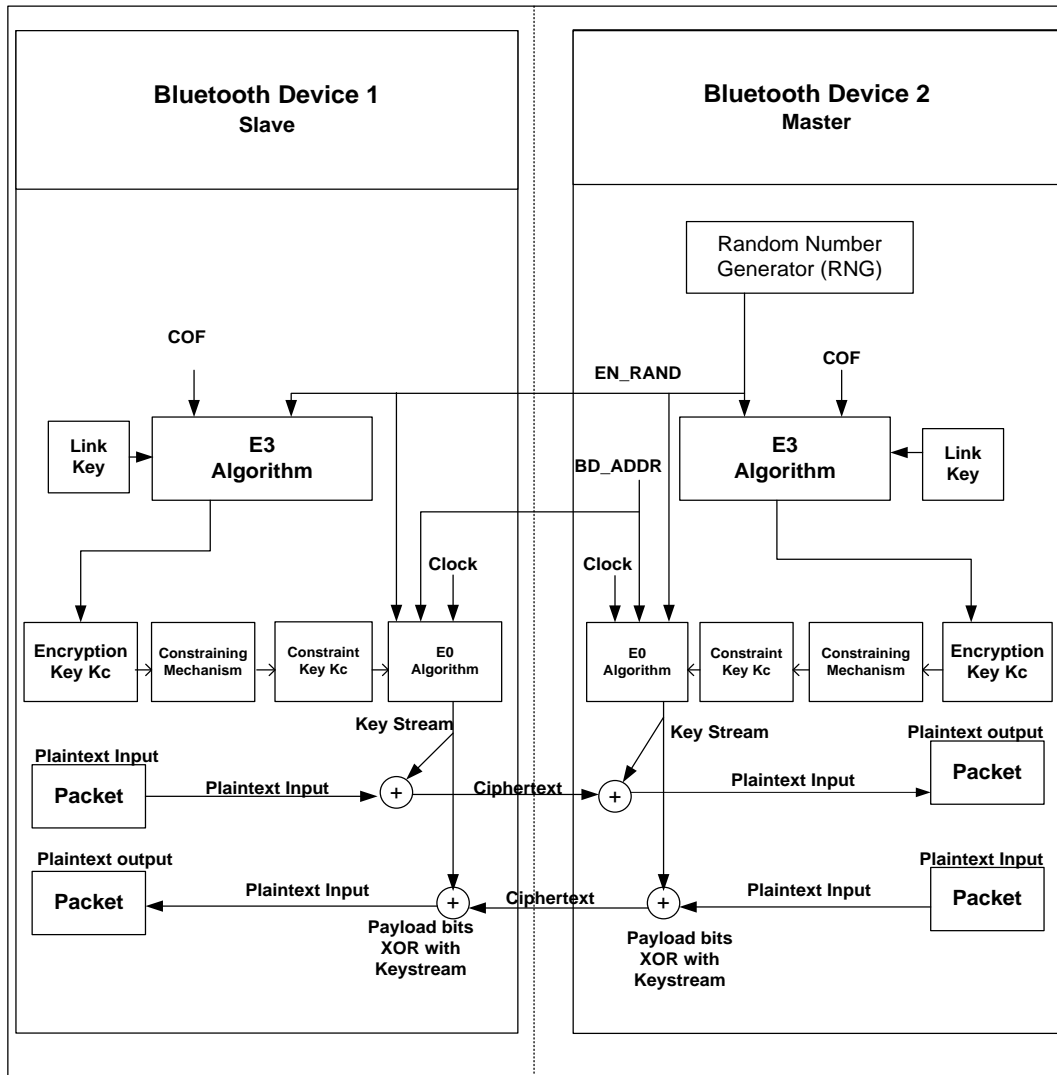 Bluetooth Device 1
Slave
Bluetooth Device 2
Master
Random Number
Generator (RNG)
COF
EN_RAND
COF
Link
Key
E3
Algorithm
BD_ADDR
E3
Algorithm
Link
Key
Clock
Clock
Encryption
Key Kc
Constraining
Mechanism
Constraint
Key Kc
E0
Algorithm
E0
Algorithm
Constraint
Key Kc
Constraining
Mechanism
Encryption
Key Kc
Key Stream
Key Stream
Plaintext Input
Packet
Plaintext Input
+
Ciphertext
+
Plaintext Input
Plaintext output
Packet
Plaintext output
Packet
Plaintext Input
+
Ciphertext
+
Plaintext Input
Plaintext Input
Packet
Payload bits
XOR with
Keystream
Payload bits
XOR with
Keystream